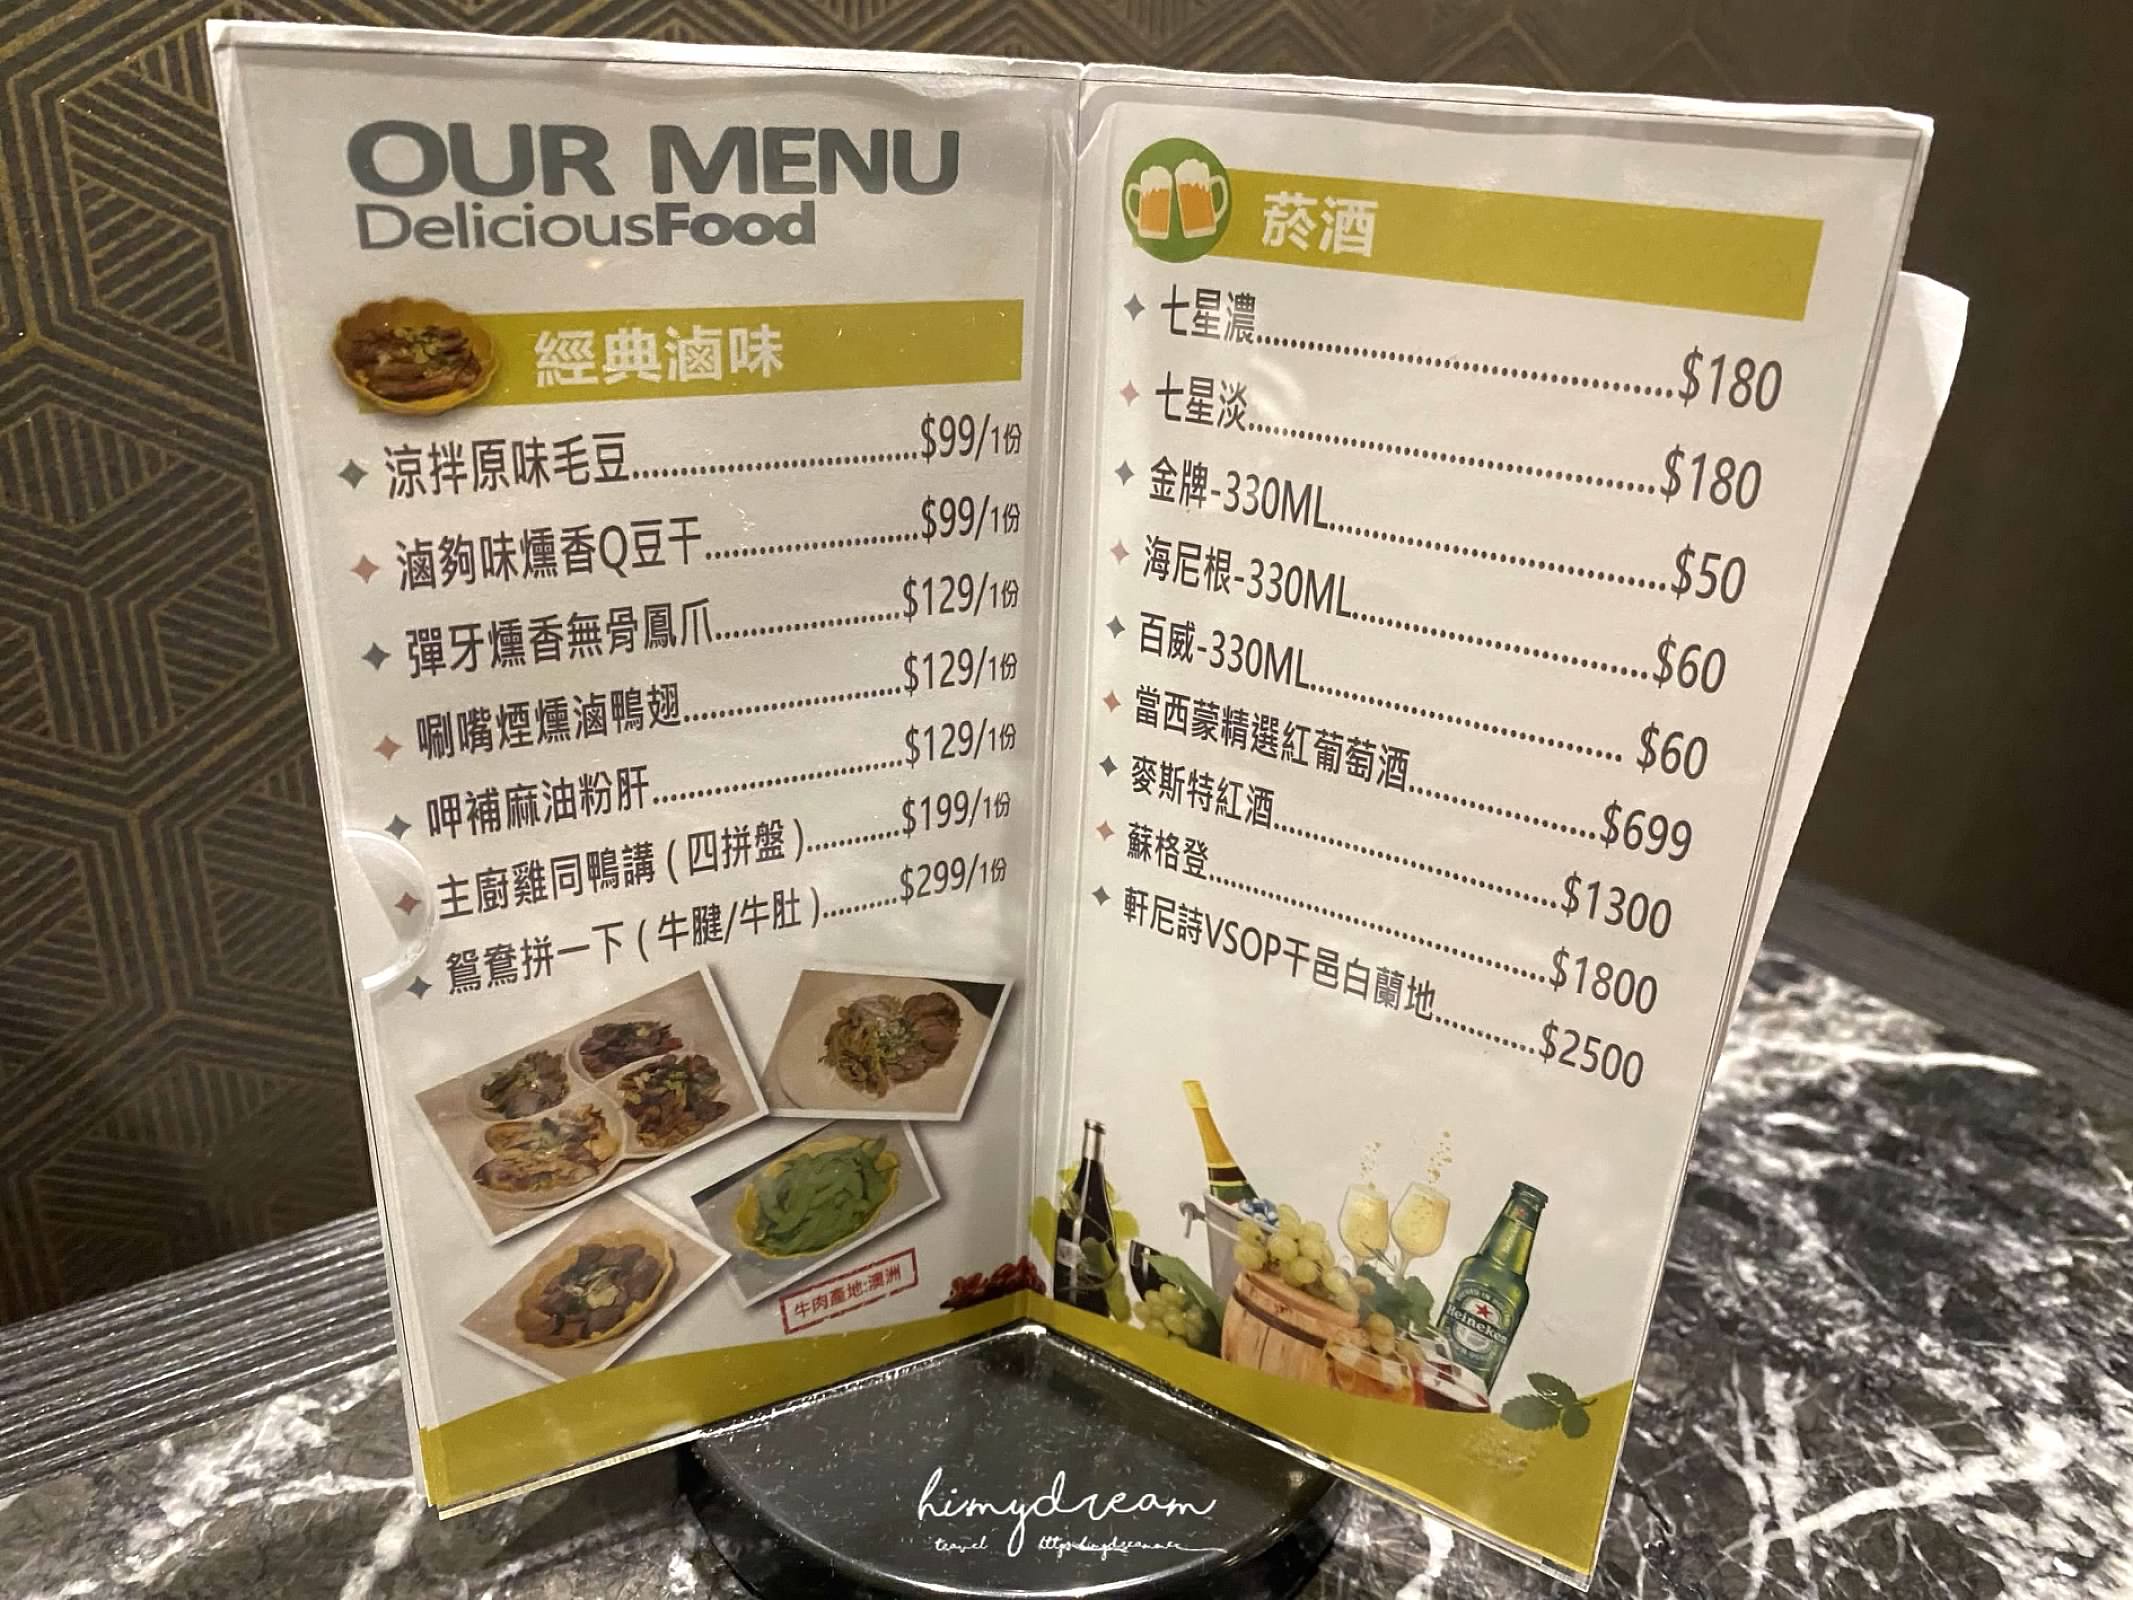 OUR MENU
DeliciousFood
經典滷味
涼拌原味毛豆..............................$99/1份
滷夠味燻香Q豆干......................$99/1份
彈牙燻香無骨鳳爪...................$129/1份
唰嘴煙燻滷鴨翅......................$129/1份
呷補麻油粉肝..........................$129/1份
主廚雞同鴨講 ( 四拼盤 )..........$199/1份
鴛鴦拼一下 ( 牛腱/牛肚 )........$299/1份
牛肉產地:澳洲
菸酒
七星濃..............................................$180
七星淡..............................................$180
金牌-330ML.....................................$50
海尼根-330ML.................................$60
百威-330ML................................... $60
當西蒙精選紅葡萄酒......................$699
麥斯特紅酒.................................$1300
蘇格登........................................$1800
軒尼詩VSOP干邑白蘭地............$2500
Heineken
himydream
travel